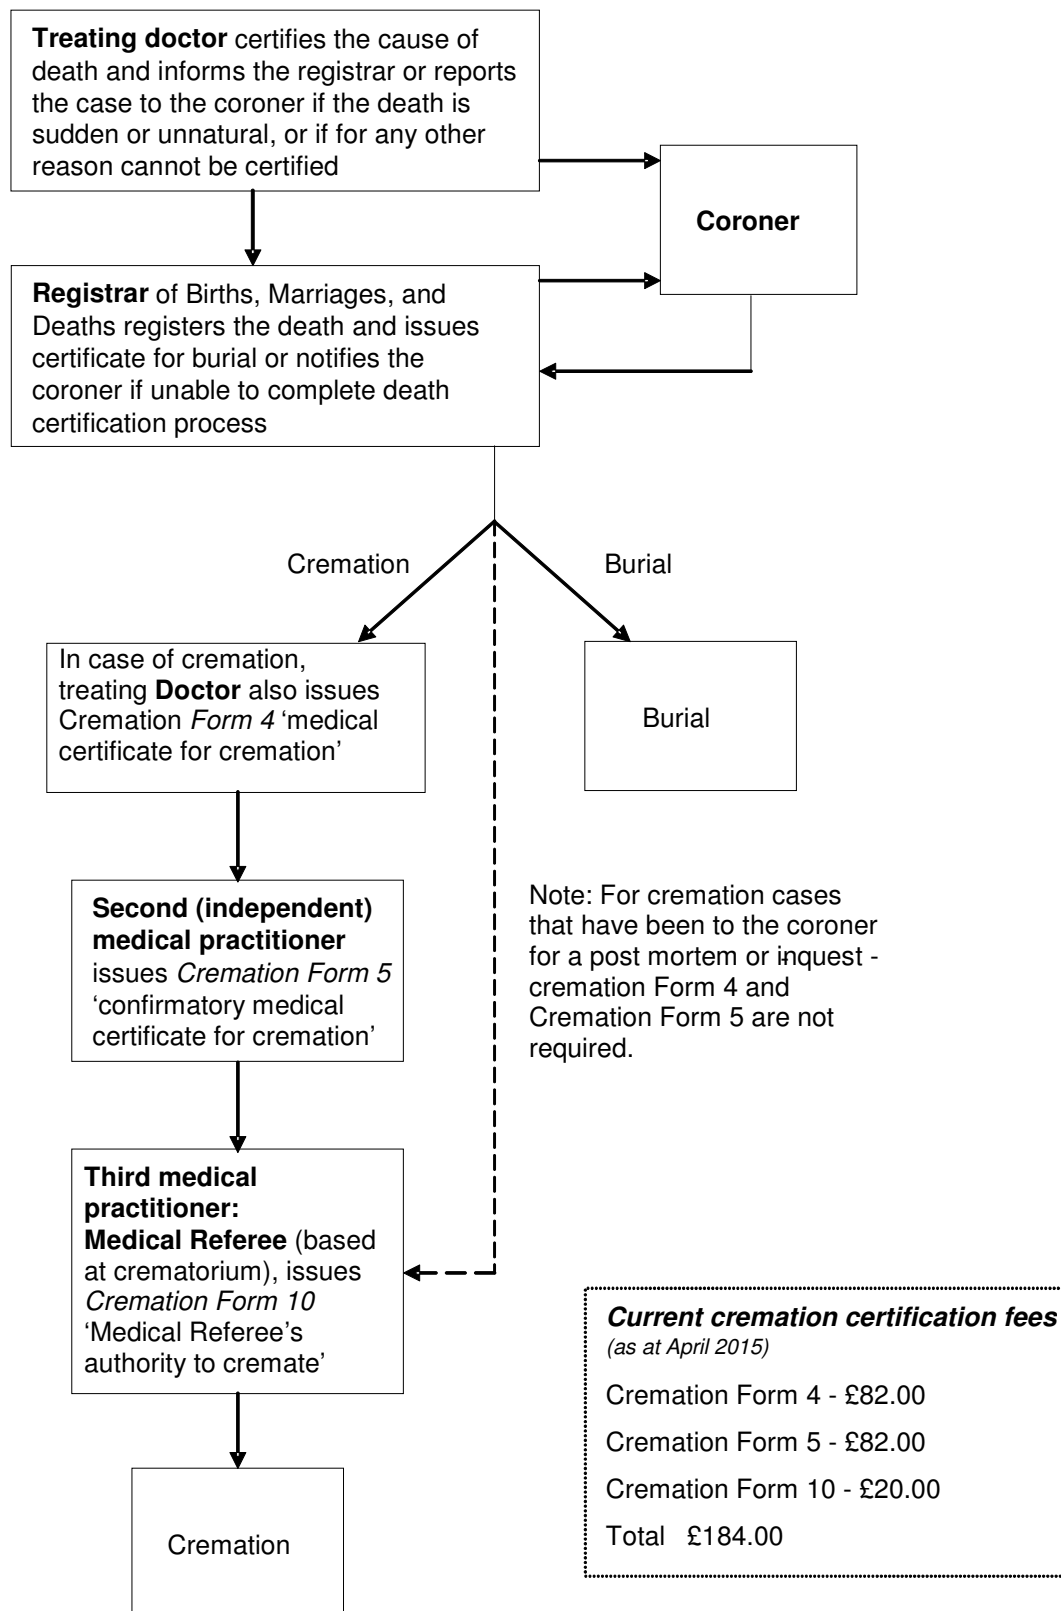 Treating doctor certifies the cause of
death and informs the registrar or reports
the case to the coroner if the death is
sudden or unnatural, or if for any other
reason cannot be certified
Coroner
Registrar of Births, Marriages, and
Deaths registers the death and issues
certificate for burial or notifies the
coroner if unable to complete death
certification process
Cremation
Burial
In case of cremation,
treating Doctor also issues
Cremation Form 4 ‘medical
certificate for cremation’
Burial
Second (independent)
medical practitioner
issues Cremation Form 5
‘confirmatory medical
certificate for cremation’
Note: For cremation cases
that have been to the coroner
for a post mortem or inquest -
cremation Form 4 and
Cremation Form 5 are not
required.
Third medical
practitioner:
Medical Referee (based
at crematorium), issues
Cremation Form 10
‘Medical Referee’s
authority to cremate’
Current cremation certification fees
(as at April 2015)
Cremation Form 4 - £82.00
Cremation Form 5 - £82.00
Cremation Form 10 - £20.00
Total £184.00
Cremation